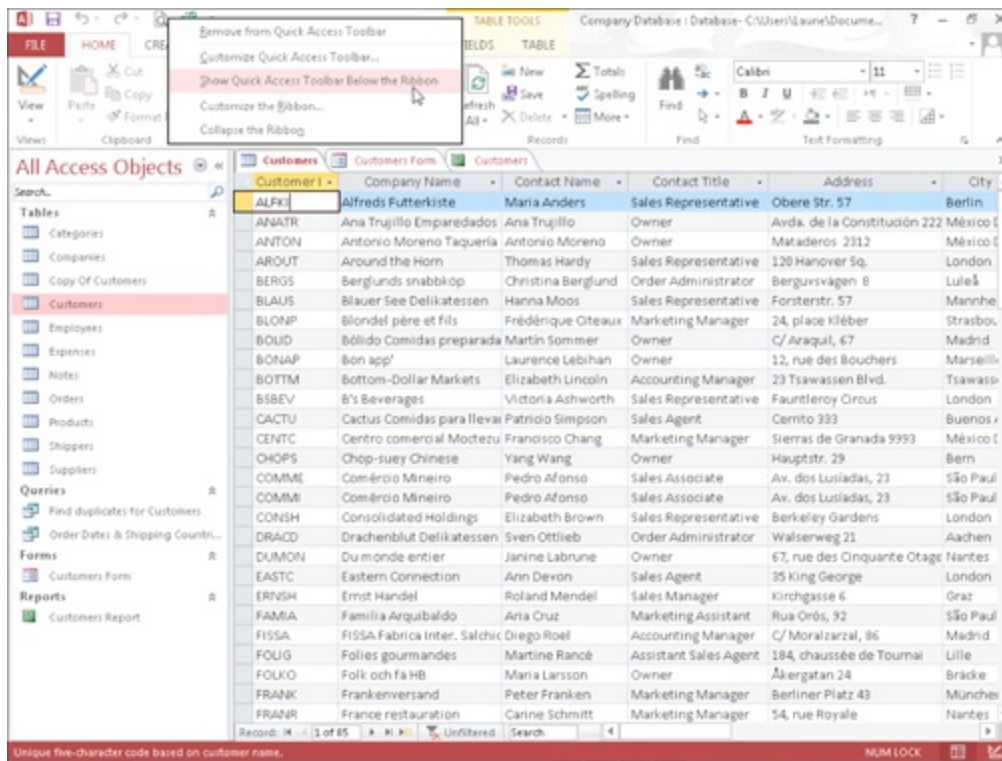 TABLE TOOLS Company Database : Database- C:\Users\Laurie\Docume... ?
FILE HOME CRE ELDS TABLE
Remove from Quick Access Toolbar
Customize Quick Access Toolbar...
Show Quick Access Toolbar Below the Ribbon
Customize the Ribbon...
Collapse the Ribbon
View
Views
Paste
Cut
Copy
Format
Clipboard
efresh
All
New
Save
Delete
Totals
Spelling
More
Records
Find
Find
Calibri 11
B I U
Text Formatting
All Access Objects
Search...
Tables
Categories
Companies
Copy Of Customers
Customers
Employees
Expenses
Notes
Orders
Products
Shippers
Suppliers
Queries
Find duplicates for Customers
Order Dates & Shipping Countri...
Forms
Customers Form
Reports
Customers Report
Customers Customers Form Customers
Customer I Company Name Contact Name Contact Title Address City
ALFKI Alfreds Futterkiste Maria Anders Sales Representative Obere Str. 57 Berlin
ANATR Ana Trujillo Emparedados Ana Trujillo Owner Avda. de la Constitución 222 México D
ANTON Antonio Moreno Taquería Antonio Moreno Owner Mataderos 2312 México D
AROUT Around the Horn Thomas Hardy Sales Representative 120 Hanover Sq. London
BERGS Berglunds snabbköp Christina Berglund Order Administrator Berguvsvägen 8 Luleå
BLAUS Blauer See Delikatessen Hanna Moos Sales Representative Forsterstr. 57 Mannhe
BLONP Blondel père et fils Frédérique Citeaux Marketing Manager 24, place Kléber Strasbou
BOLID Bólido Comidas preparada Martín Sommer Owner C/ Araquil, 67 Madrid
BONAP Bon app' Laurence Lebihan Owner 12, rue des Bouchers Marseille
BOTTM Bottom-Dollar Markets Elizabeth Lincoln Accounting Manager 23 Tsawassen Blvd. Tsawass
BSBEV B's Beverages Victoria Ashworth Sales Representative Fauntleroy Circus London
CACTU Cactus Comidas para llevar Patricio Simpson Sales Agent Cerrito 333 Buenos A
CENTC Centro comercial Moctezu Francisco Chang Marketing Manager Sierras de Granada 9993 México D
CHOPS Chop-suey Chinese Yang Wang Owner Hauptstr. 29 Bern
COMME Comércio Mineiro Pedro Afonso Sales Associate Av. dos Lusíadas, 23 São Paul
COMMI Comércio Mineiro Pedro Afonso Sales Associate Av. dos Lusíadas, 23 São Paul
CONSH Consolidated Holdings Elizabeth Brown Sales Representative Berkeley Gardens London
DRACD Drachenblut Delikatessen Sven Ottlieb Order Administrator Walserweg 21 Aachen
DUMON Du monde entier Janine Labrune Owner 67, rue des Cinquante Otage Nantes
EASTC Eastern Connection Ann Devon Sales Agent 35 King George London
ERNSH Ernst Handel Roland Mendel Sales Manager Kirchgasse 6 Graz
FAMIA Familia Arquibaldo Aria Cruz Marketing Assistant Rua Orós, 92 São Paul
FISSA FISSA Fabrica Inter. Salchic Diego Roel Accounting Manager C/ Moralzarzal, 86 Madrid
FOLIG Folies gourmandes Martine Rancé Assistant Sales Agent 184, chaussée de Tournai Lille
FOLKO Folk och fä HB Maria Larsson Owner Åkergatan 24 Bräcke
FRANK Frankenversand Peter Franken Marketing Manager Berliner Platz 43 München
FRANR France restauration Carine Schmitt Marketing Manager 54, rue Royale Nantes
Record: 1 of 85 Unfiltered Search
Unique five-character code based on customer name. NUM LOCK